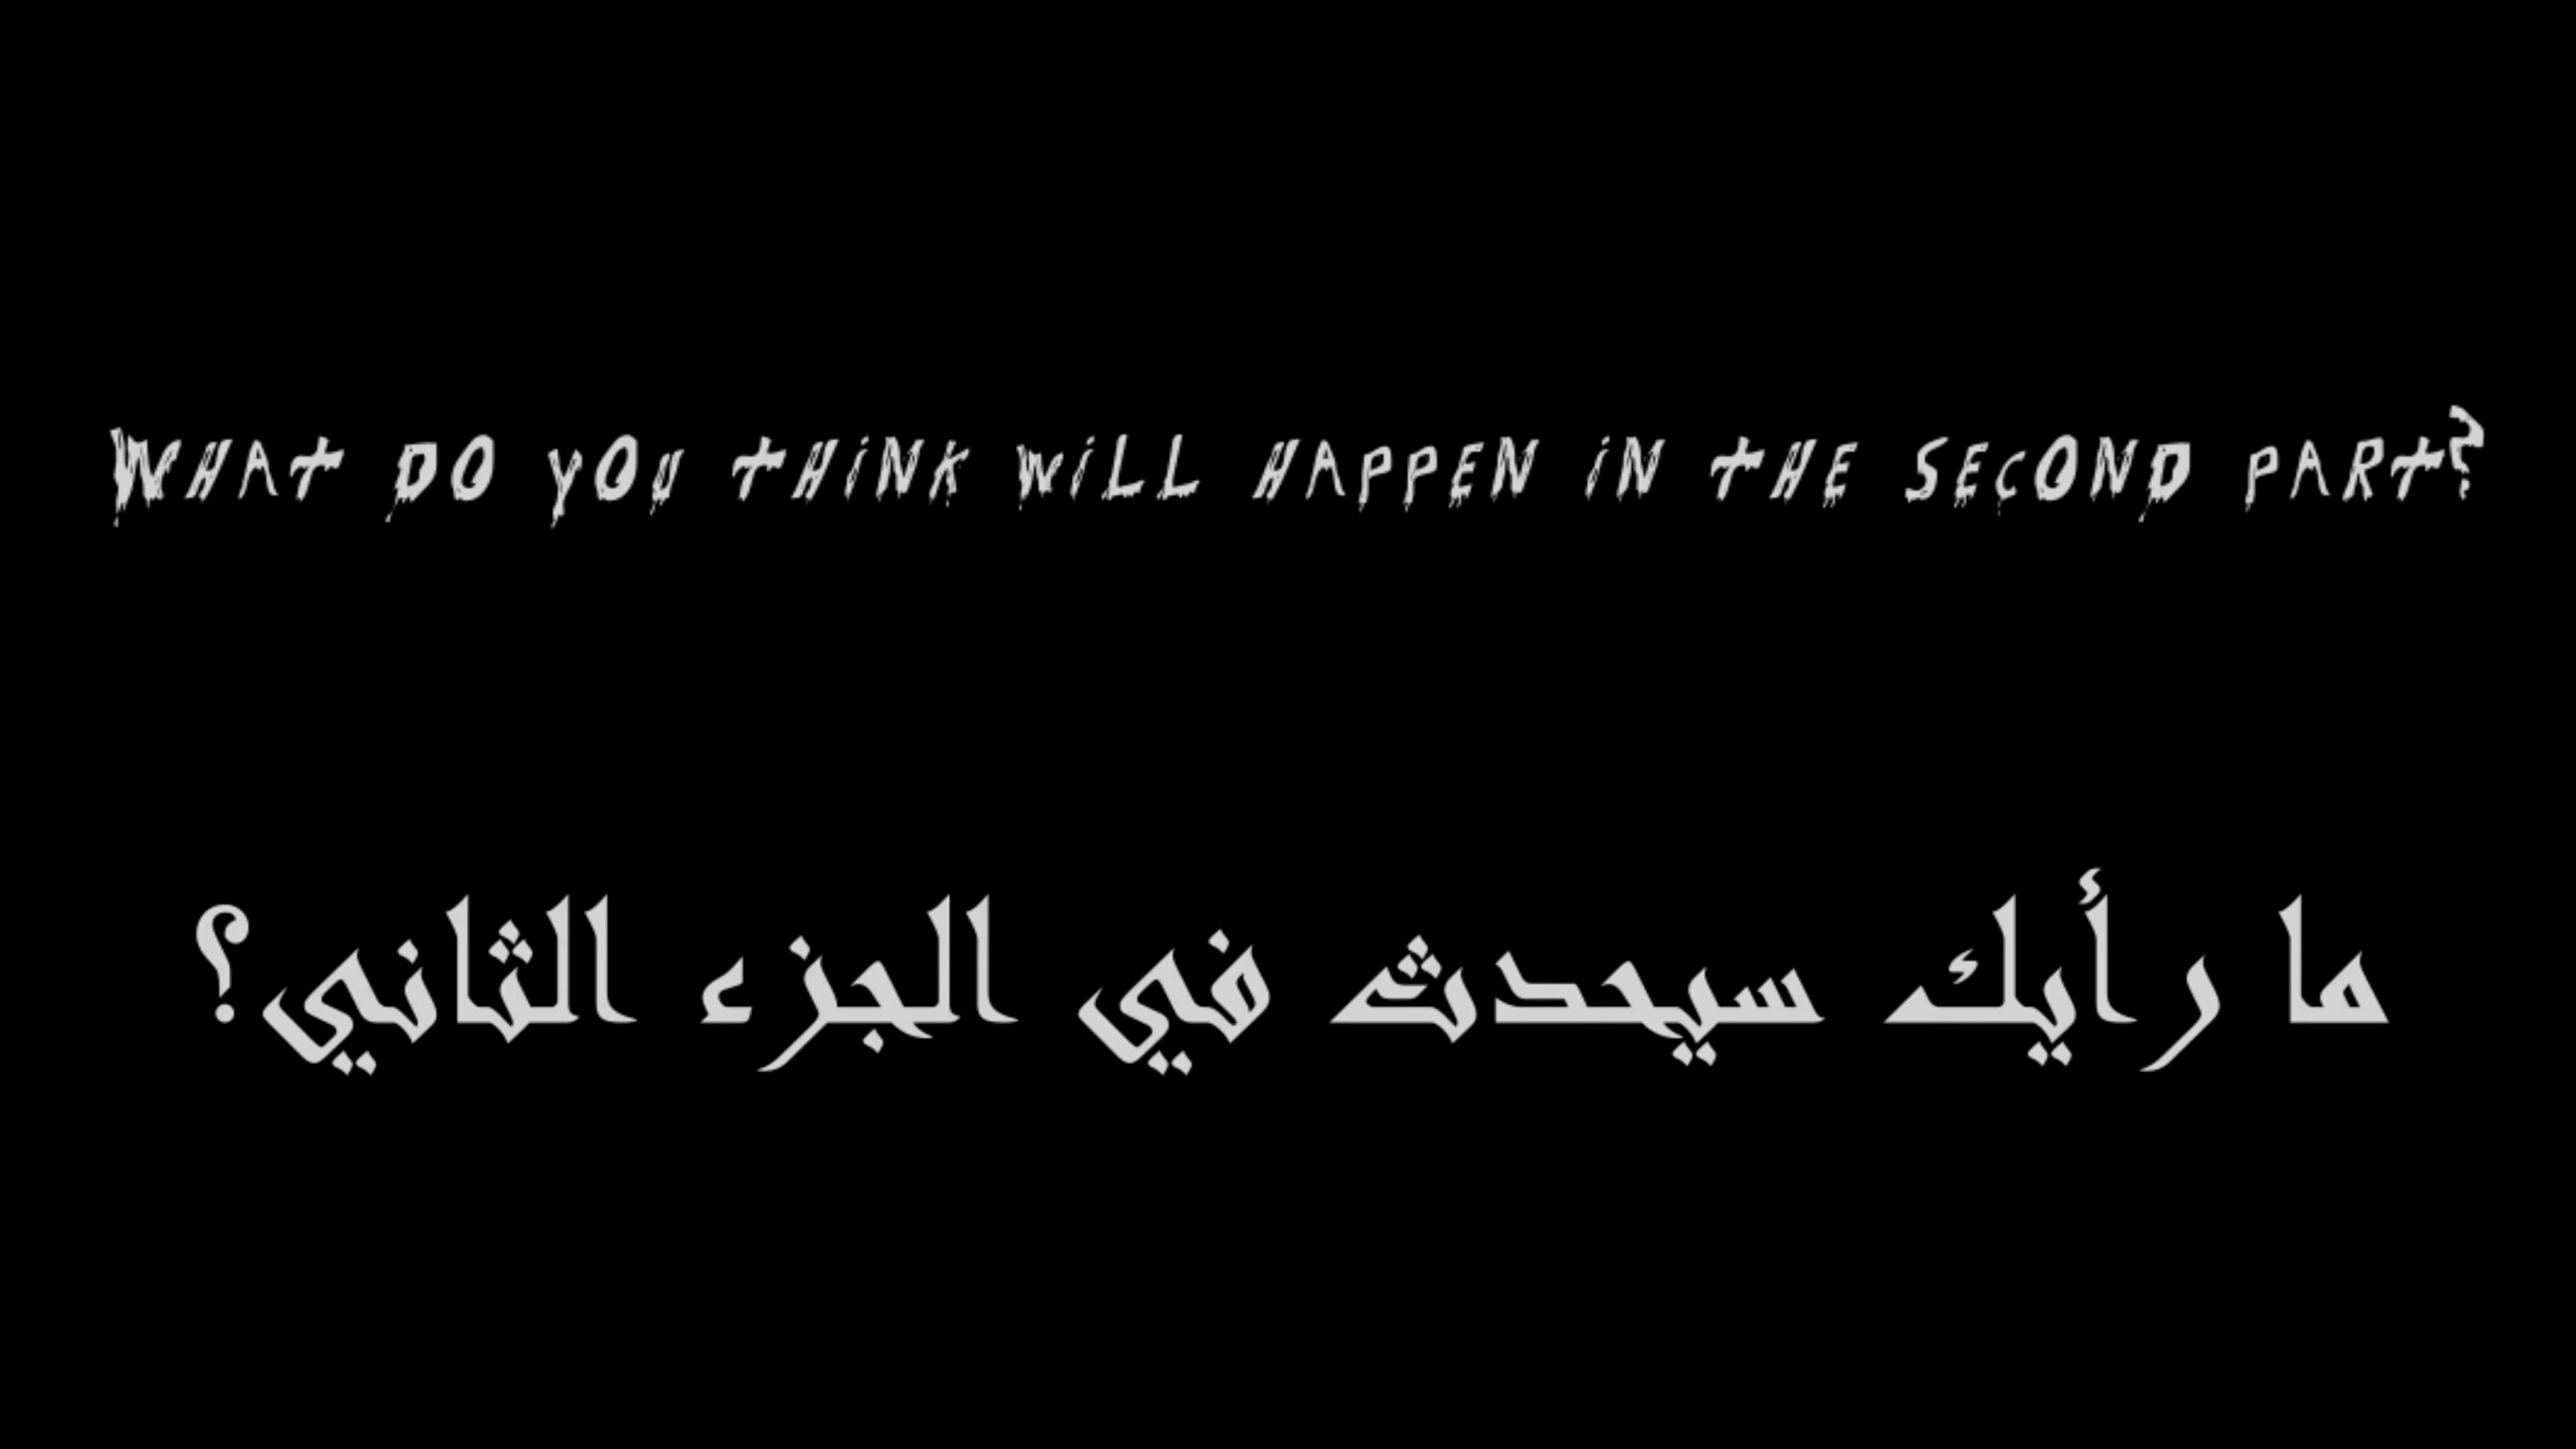 What do you think will happen in the second part?
ما رأيك سيحدث في الجزء الثاني؟